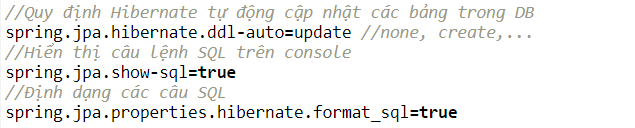 //Quy định Hibernate tự động cập nhật các bảng trong DB
spring.jpa.hibernate.ddl-auto=update //none, create,...
//Hiển thị câu lệnh SQL trên console
spring.jpa.show-sql=true
//Định dạng các câu SQL
spring.jpa.properties.hibernate.format_sql=true